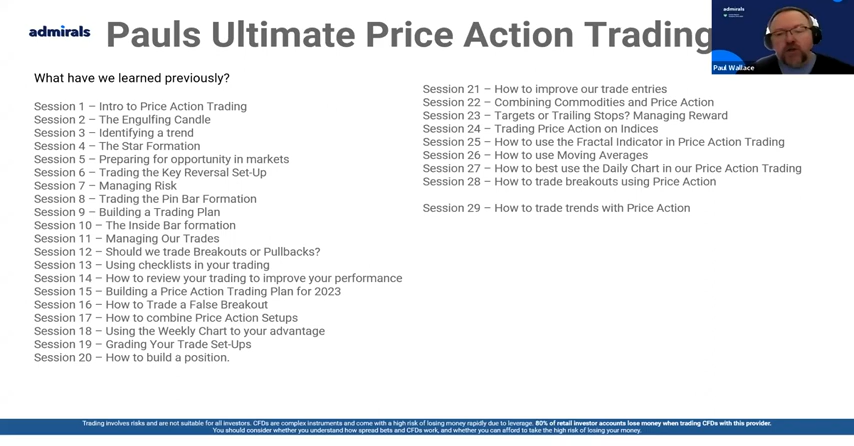 admirals
Pauls Ultimate Price Action Trading
admirals
Paul Wallace
What have we learned previously?
Session 1 – Intro to Price Action Trading
Session 2 – The Engulfing Candle
Session 3 – Identifying a trend
Session 4 – The Star Formation
Session 5 – Preparing for opportunity in markets
Session 6 – Trading the Key Reversal Set-Up
Session 7 – Managing Risk
Session 8 – Trading the Pin Bar Formation
Session 9 – Building a Trading Plan
Session 10 – The Inside Bar formation
Session 11 – Managing Our Trades
Session 12 – Should we trade Breakouts or Pullbacks?
Session 13 – Using checklists in your trading
Session 14 – How to review your trading to improve your performance
Session 15 – Building a Price Action Trading Plan for 2023
Session 16 – How to Trade a False Breakout
Session 17 – How to combine Price Action Setups
Session 18 – Using the Weekly Chart to your advantage
Session 19 – Grading Your Trade Set-Ups
Session 20 – How to build a position.
Session 21 – How to improve our trade entries
Session 22 – Combining Commodities and Price Action
Session 23 – Targets or Trailing Stops? Managing Reward
Session 24 – Trading Price Action on Indices
Session 25 – How to use the Fractal Indicator in Price Action Trading
Session 26 – How to use Moving Averages
Session 27 – How to best use the Daily Chart in our Price Action Trading
Session 28 – How to trade breakouts using Price Action
Session 29 – How to trade trends with Price Action
Trading involves risks and are not suitable for all investors. CFDs are complex instruments and come with a high risk of losing money rapidly due to leverage. 80% of retail investor accounts lose money when trading CFDs with this provider.
You should consider whether you understand how spread bets and CFDs work, and whether you can afford to take the high risk of losing your money.